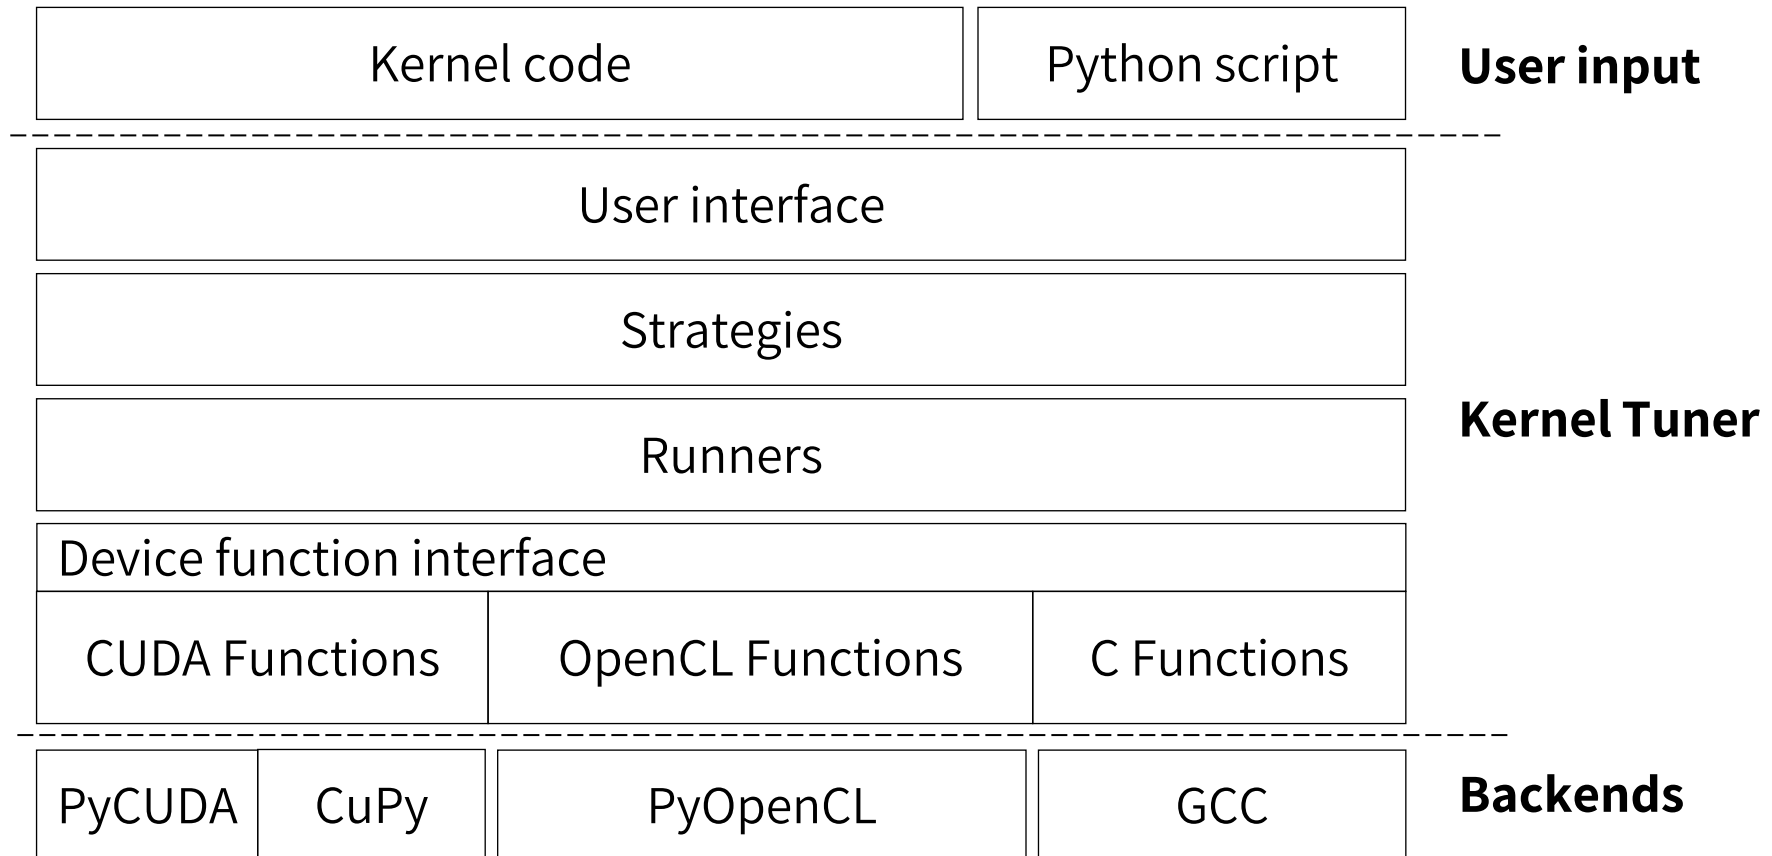 Kernel code
Python script
User input
User interface
Strategies
Kernel Tuner
Runners
Device function interface
CUDA Functions
OpenCL Functions
C Functions
PyCUDA
CuPy
PyOpenCL
GCC
Backends